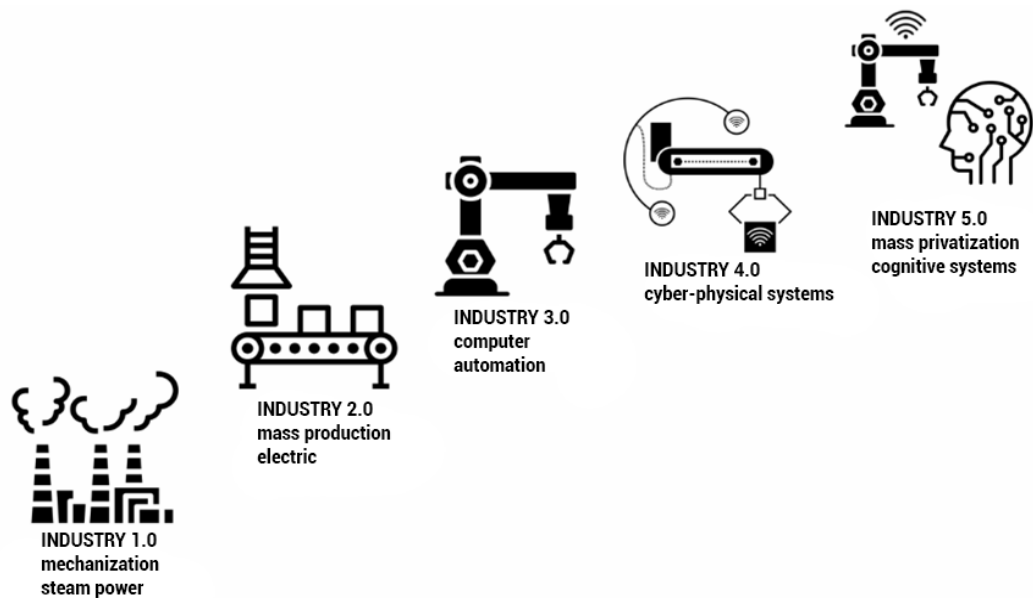 INDUSTRY 5.0
mass privatization
cognitive systems
INDUSTRY 4.0
cyber-physical systems
INDUSTRY 3.0
computer
automation
INDUSTRY 2.0
mass production
electric
INDUSTRY 1.0
mechanization
steam power